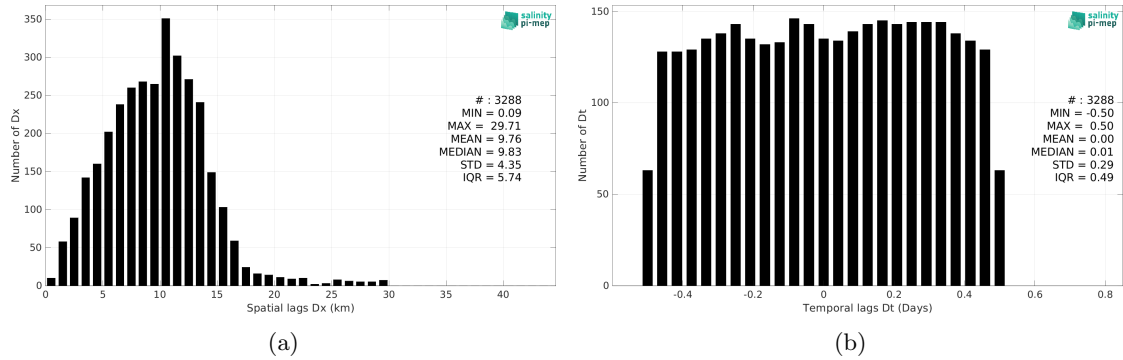 350
300
250
200
150
100
50
0
Number of Dx
0 5 10 15 20 25 30 35 40
Spatial lags Dx (km)
salinity
pi-mep
# : 3288
MIN = 0.09
MAX = 29.71
MEAN = 9.76
MEDIAN = 9.83
STD = 4.35
IQR = 5.74
(a)
150
100
50
0
Number of Dt
-0.4 -0.2 0 0.2 0.4 0.6 0.8
Temporal lags Dt (Days)
salinity
pi-mep
# : 3288
MIN = -0.50
MAX = 0.50
MEAN = 0.00
MEDIAN = 0.01
STD = 0.29
IQR = 0.49
(b)